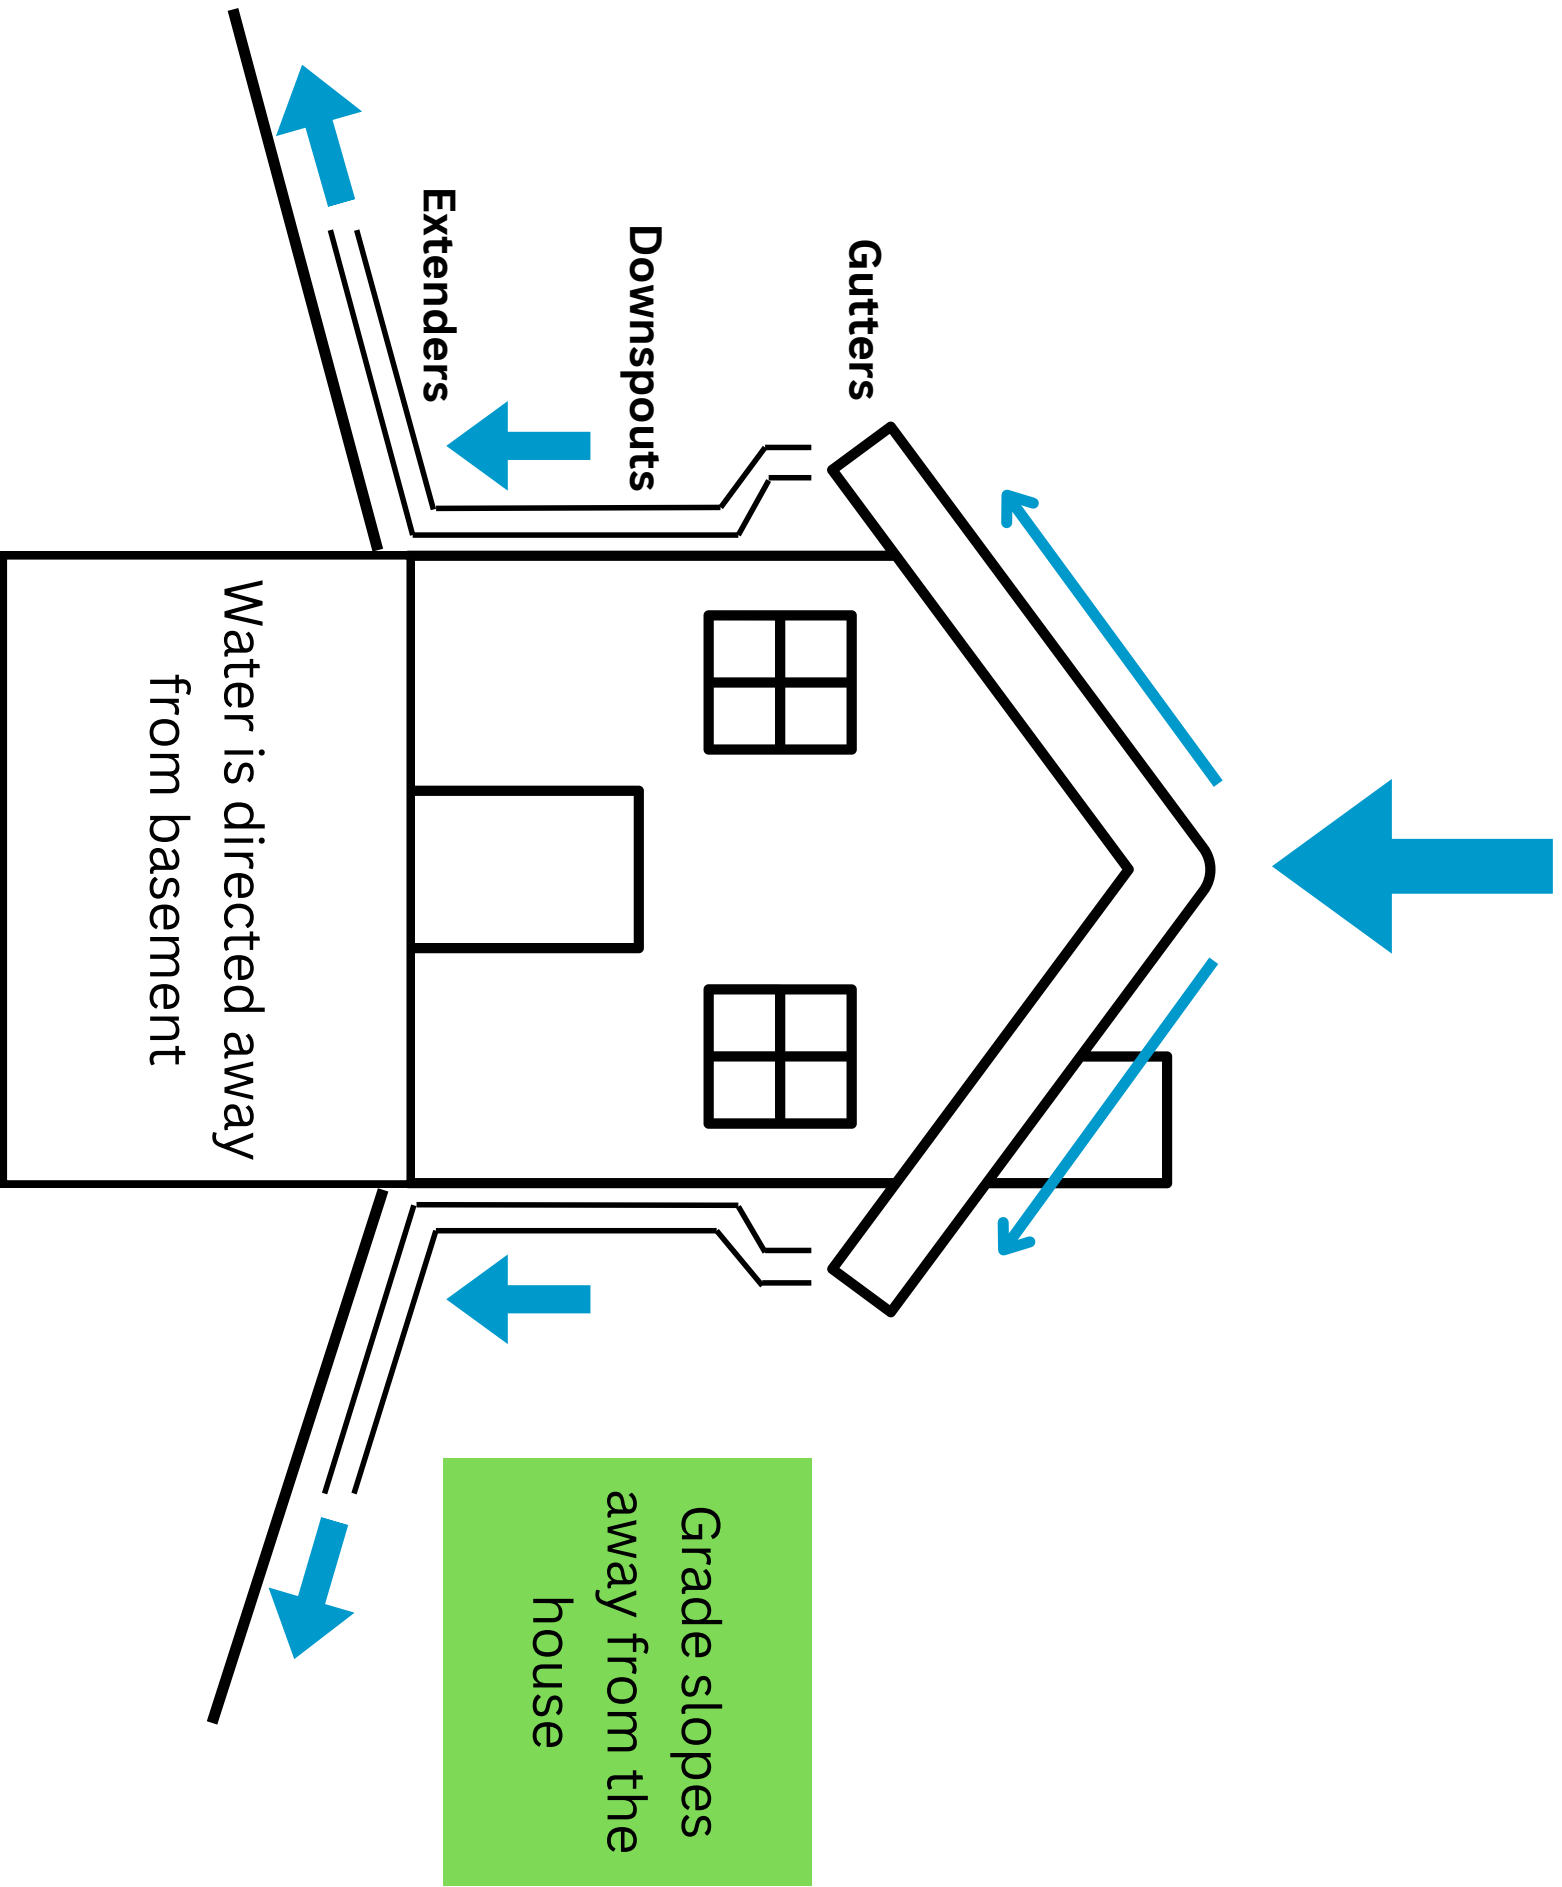 Gutters
Downspouts
Extenders
Grade slopes
away from the
house
Water is directed away
from basement